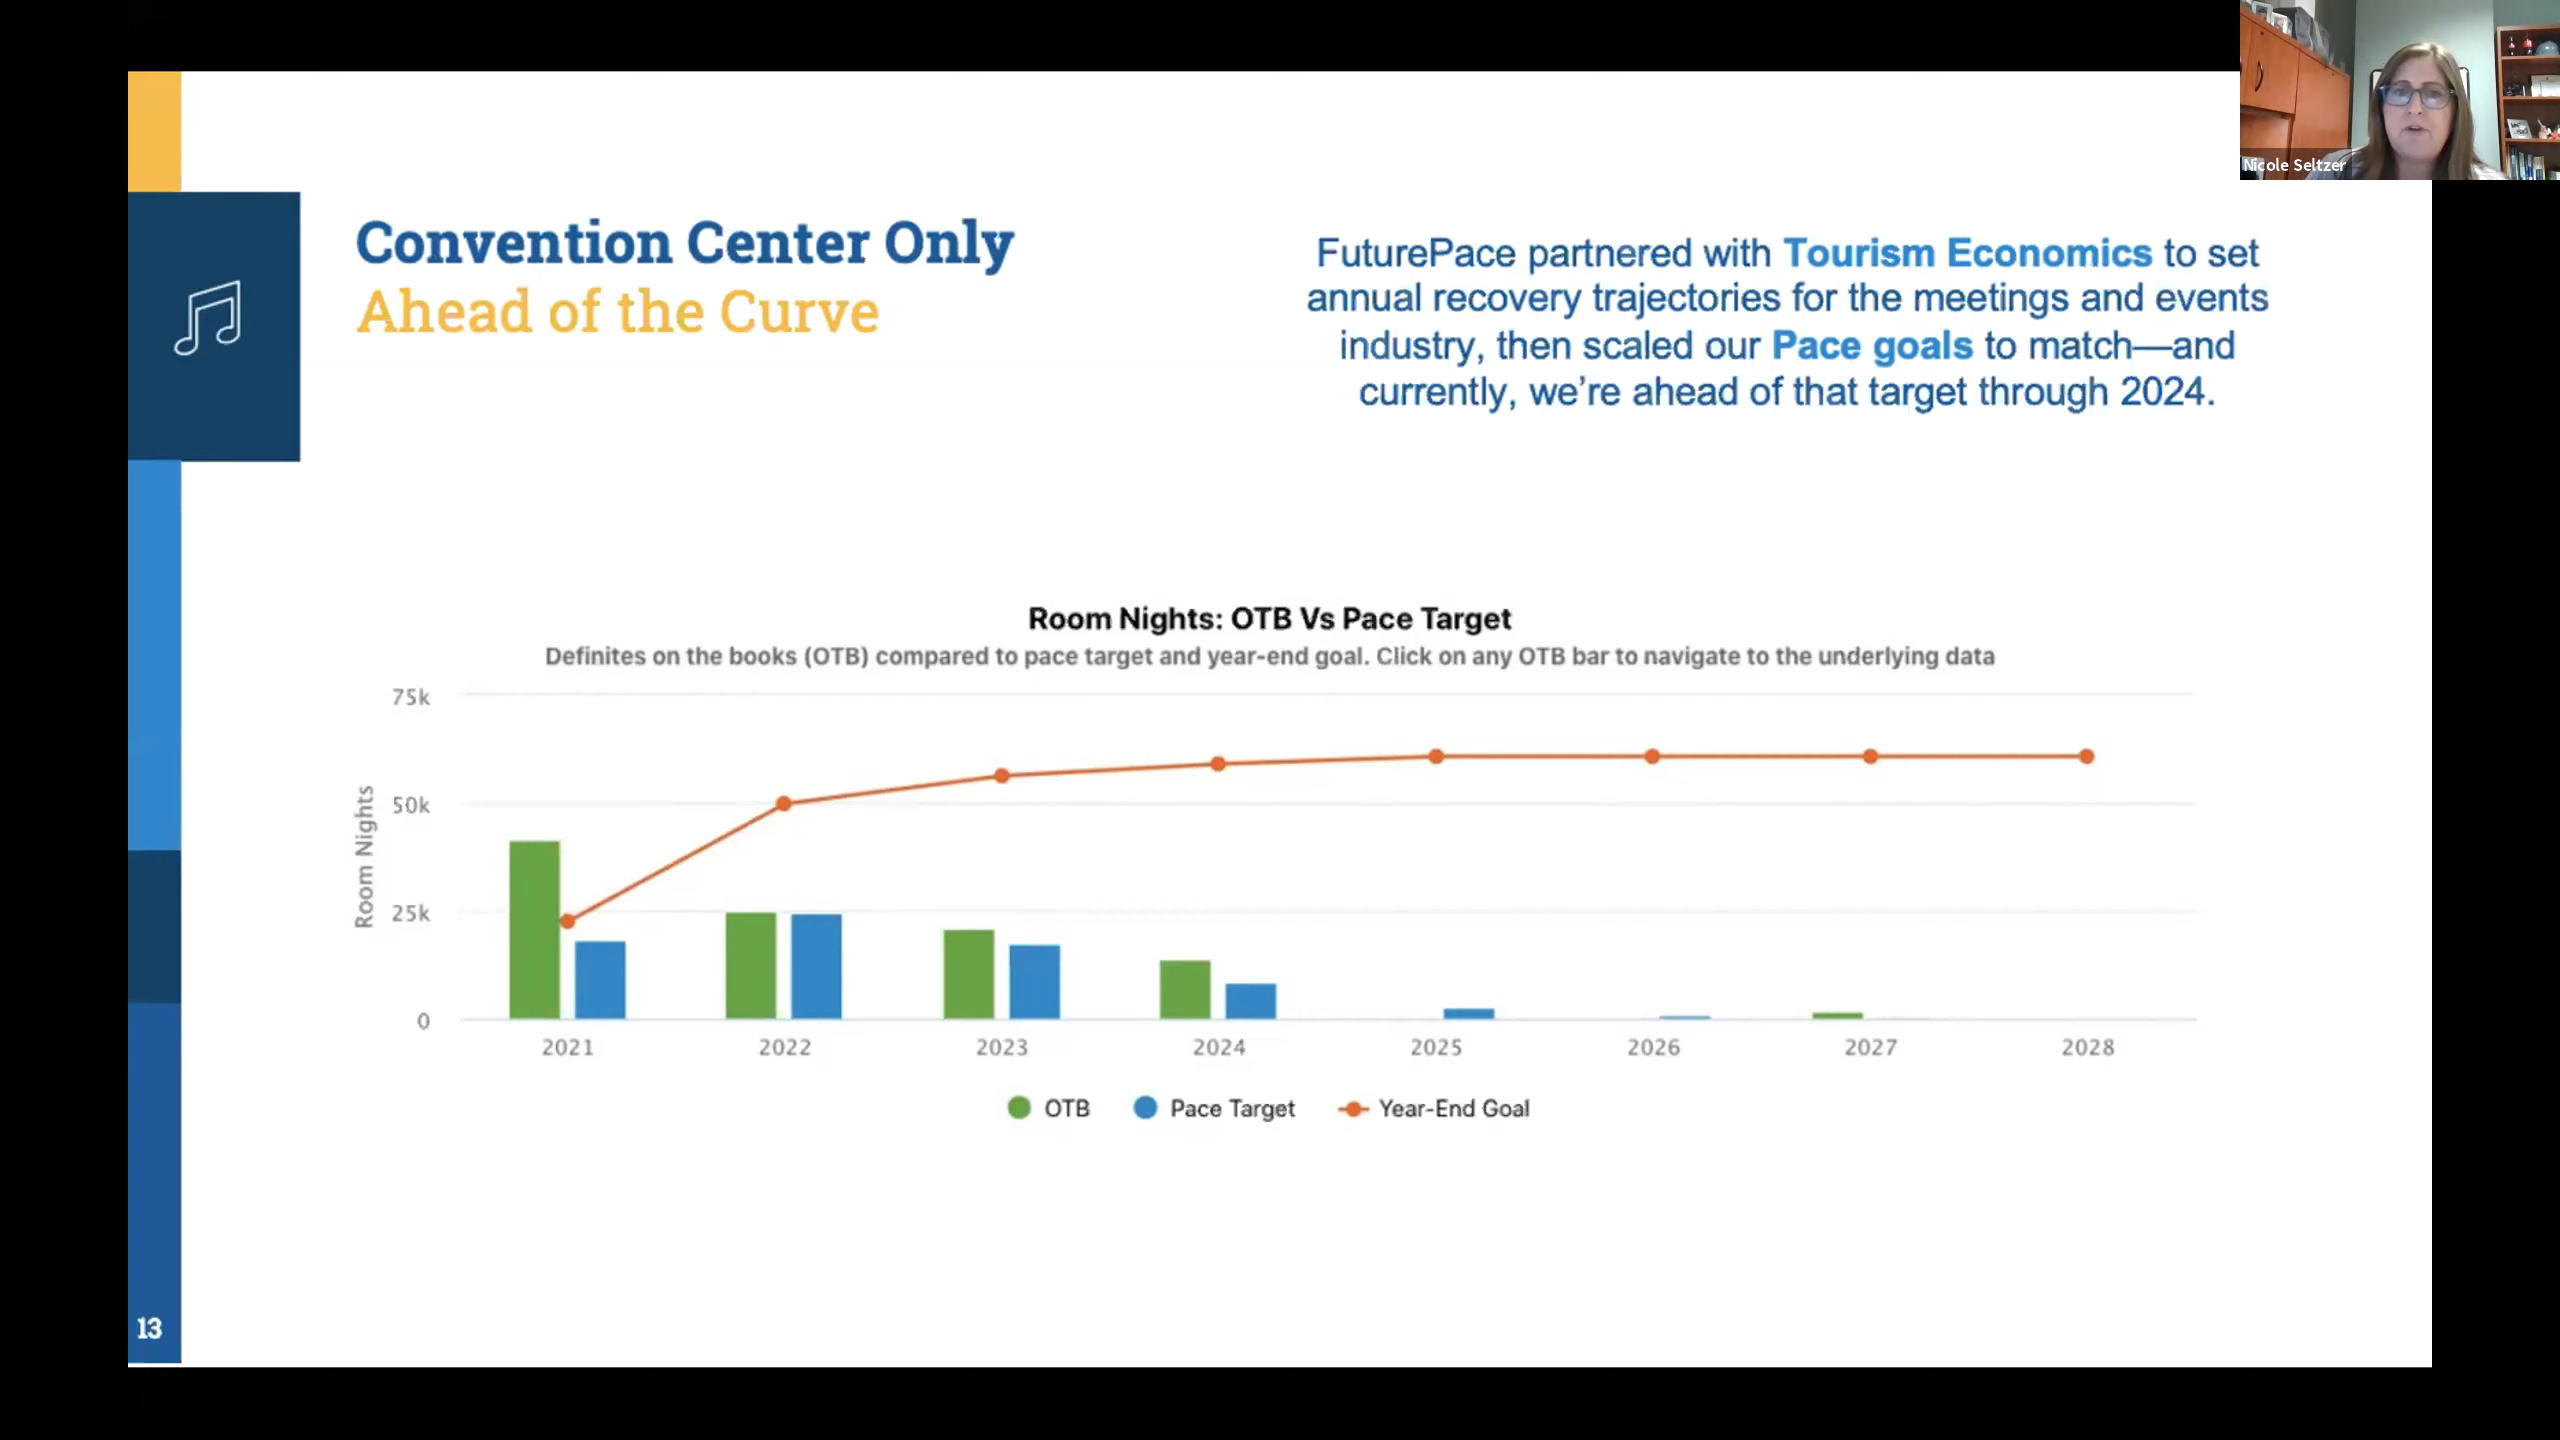 Nicole Seltzer
Convention Center Only
Ahead of the Curve
FuturePace partnered with Tourism Economics to set
annual recovery trajectories for the meetings and events
industry, then scaled our Pace goals to match—and
currently, we’re ahead of that target through 2024.
Room Nights: OTB Vs Pace Target
Definites on the books (OTB) compared to pace target and year-end goal. Click on any OTB bar to navigate to the underlying data
75k
50k
25k
0
Room Nights
2021 2022 2023 2024 2025 2026 2027 2028
OTB Pace Target Year-End Goal
13